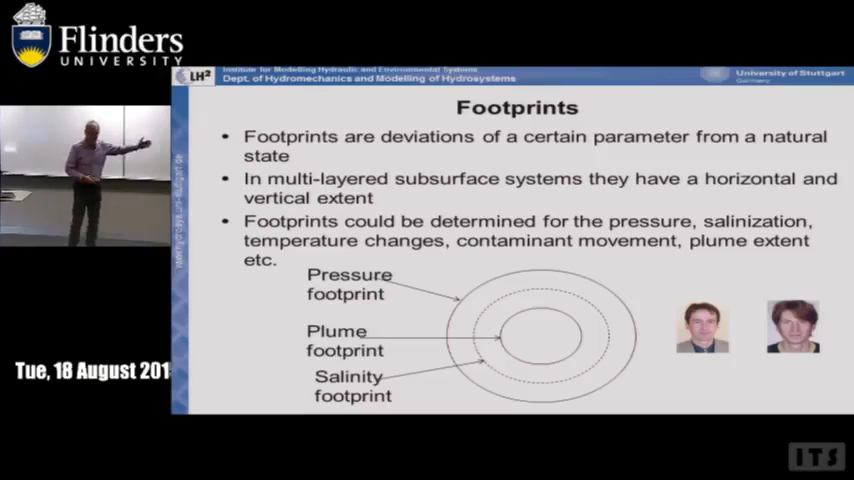 Flinders
UNIVERSITY
LH²
Institute for Modelling Hydraulic and Environmental Systems
Dept. of Hydromechanics and Modelling of Hydrosystems
University of Stuttgart
Germany
Footprints
• Footprints are deviations of a certain parameter from a natural
state
• In multi-layered subsurface systems they have a horizontal and
vertical extent
• Footprints could be determined for the pressure, salinization,
temperature changes, contaminant movement, plume extent
etc.
Pressure
footprint
Plume
footprint
Salinity
footprint
Tue, 18 August 201
ITS